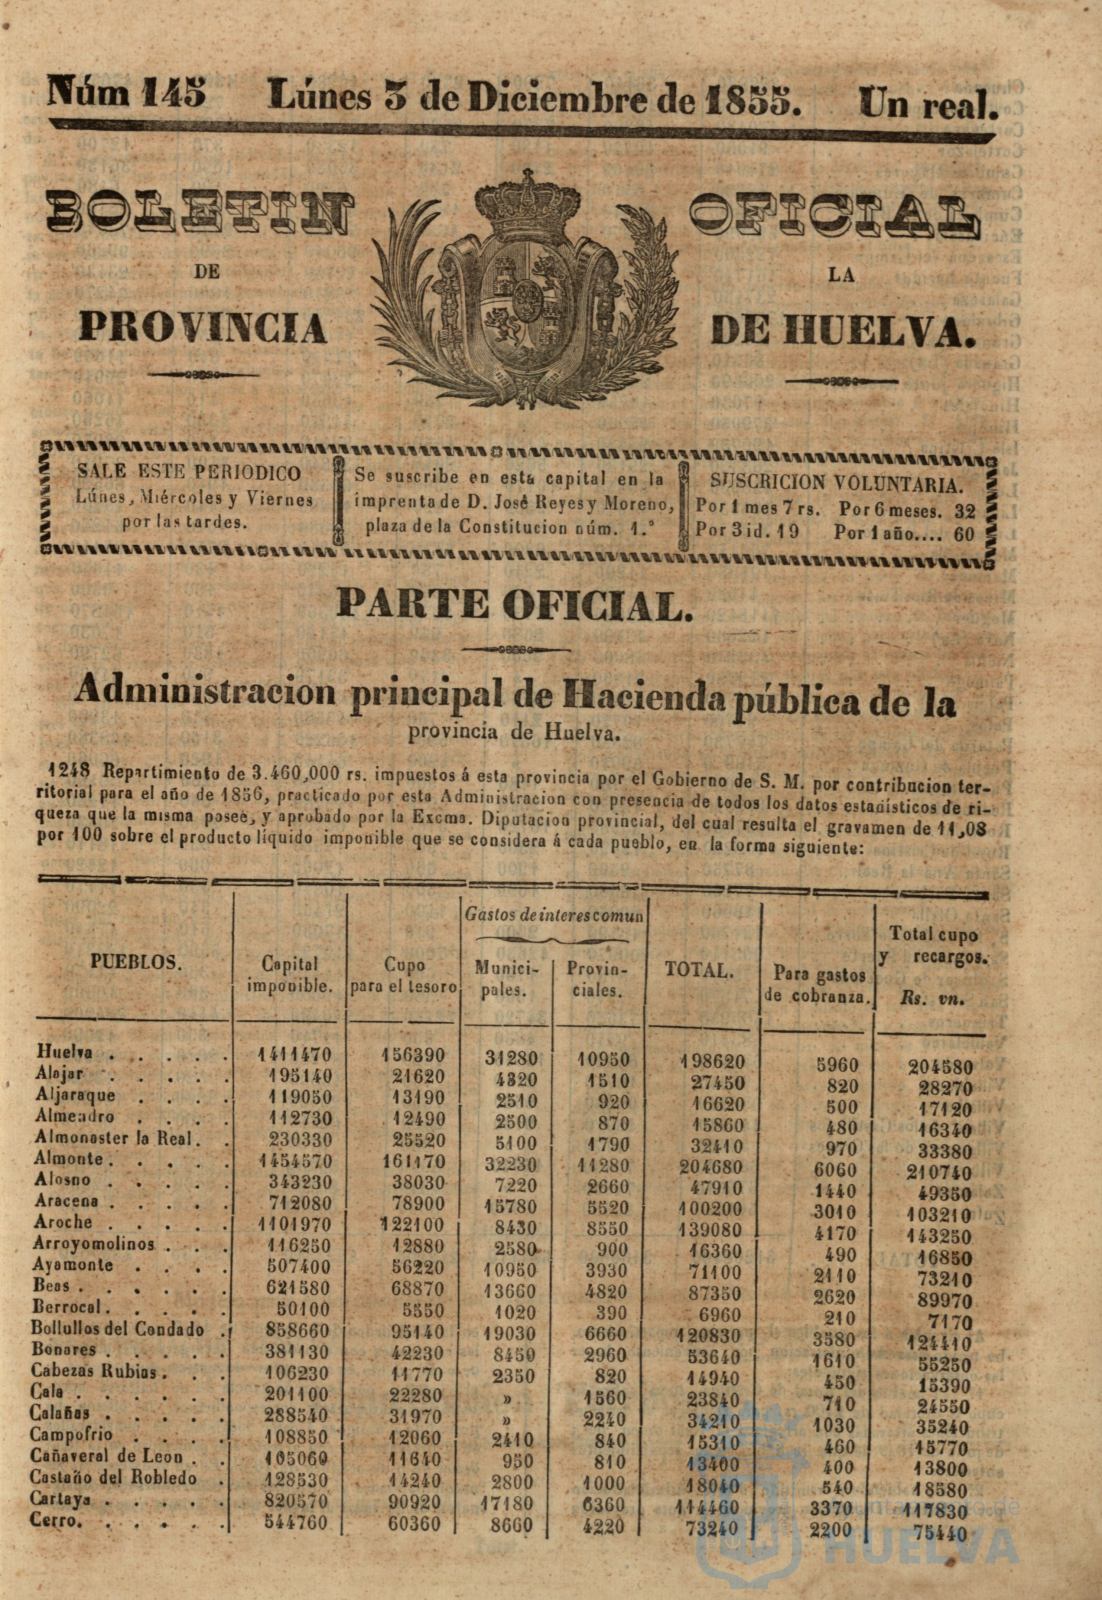 Núm 145 Lúnes 3 de Diciembre de 1855. Un real.
BOLETIN OFICIAL
DE LA
PROVINCIA DE HUELVA.
SALE ESTE PERIODICO
Lúnes, Miércoles y Viernes
por las tardes.
Se suscribe en esta capital en la
imprenta de D. José Reyes y Moreno,
plaza de la Constitucion núm. 1.°
SUSCRICION VOLUNTARIA.
Por 1 mes 7 rs. Por 6 meses. 32
Por 3 id. 19 Por 1 año.... 60
PARTE OFICIAL.
Administracion principal de Hacienda pública de la
provincia de Huelva.
1248 Repartimiento de 3.460,000 rs. impuestos á esta provincia por el Gobierno de S. M. por contribucion ter-
ritorial para el año de 1856, practicado por esta Administracion con presencia de todos los datos estadísticos de ri-
queza que la misma posee, y aprobado por la Excma. Diputacion provincial, del cual resulta el gravamen de 11,08
por 100 sobre el producto líquido imponible que se considera á cada pueblo, en la forma siguiente:
PUEBLOS. Capital imponible. Cupo para el tesoro Gastos de interes comun Munici-pales. Provin-ciales. TOTAL. Para gastos de cobranza. Total cupo y recargos. Rs. vn.
Huelva . . . . . 1411470 156390 31280 10950 198620 5960 204580
Alajar . . . . . 195140 21620 4320 1510 27450 820 28270
Aljaraque . . . . 119050 13190 2510 920 16620 500 17120
Almendro . . . . 112730 12490 2500 870 15860 480 16340
Almonaster la Real. . 230330 25520 5100 1790 32410 970 33380
Almonte. . . . . 1454570 161170 32230 11280 204680 6060 210740
Alosno . . . . . 343230 38030 7220 2660 47910 1440 49350
Aracena . . . . . 712080 78900 15780 5520 100200 3010 103210
Aroche . . . . . 1101970 122100 8430 8550 139080 4170 143250
Arroyomolinos . . . 116250 12880 2580 900 16360 490 16850
Ayamonte . . . . 507400 56220 10950 3930 71100 2110 73210
Beas . . . . . . 621580 68870 13660 4820 87350 2620 89970
Berrocal. . . . . 50100 5550 1020 390 6960 210 7170
Bollullos del Condado . 858660 95140 19030 6660 120830 3580 124410
Bonares . . . . . 381130 42230 8450 2960 53640 1610 55250
Cabezas Rubias. . . 106230 11770 2350 820 14940 450 15390
Cala . . . . . . 201100 22280 » 1560 23840 710 24550
Calañas . . . . . 288540 31970 » 2240 34210 1030 35240
Campofrio . . . . 108850 12060 2410 840 15310 460 15770
Cañaveral de Leon . . 105060 11640 950 810 13400 400 13800
Castaño del Robledo . 128530 14240 2800 1000 18040 540 18580
Cartaya . . . . . 820570 90920 17180 6360 114460 3370 117830
Cerro. . . . . . 544760 60360 8660 4220 73240 2200 75440
HUELVA